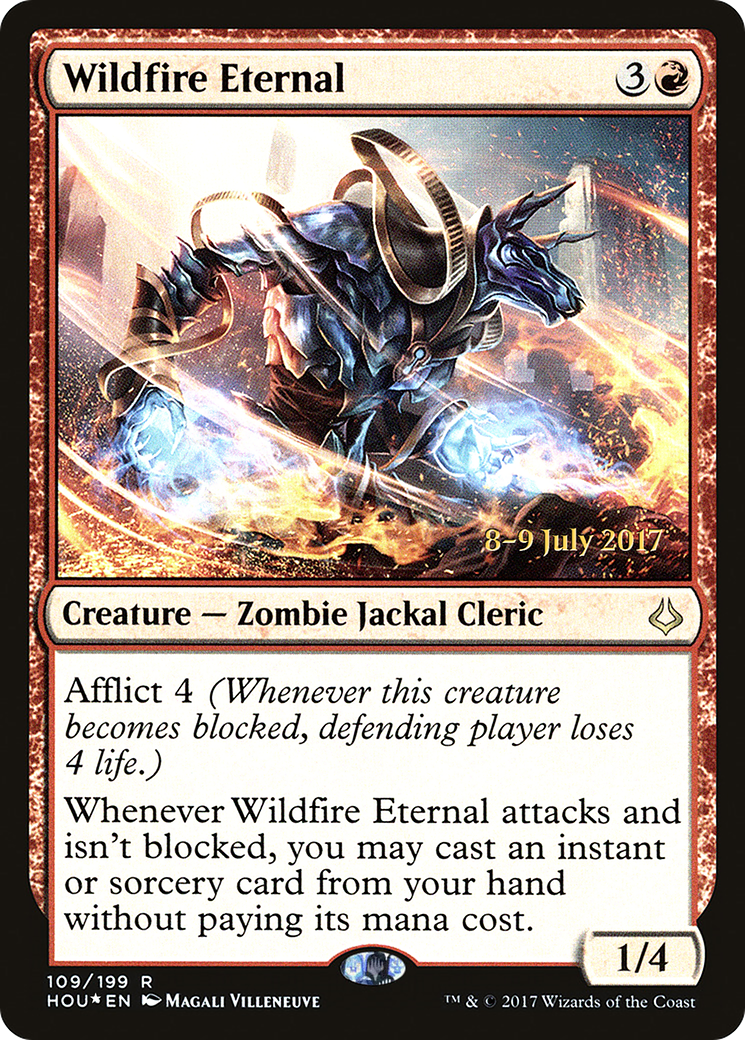 Wildfire Eternal 3
8–9 July 2017
Creature — Zombie Jackal Cleric
Afflict 4 (Whenever this creature
becomes blocked, defending player loses
4 life.)
Whenever Wildfire Eternal attacks and
isn't blocked, you may cast an instant
or sorcery card from your hand
without paying its mana cost.
1/4
109/199 R
HOU★EN Magali Villeneuve
™ & © 2017 Wizards of the Coast